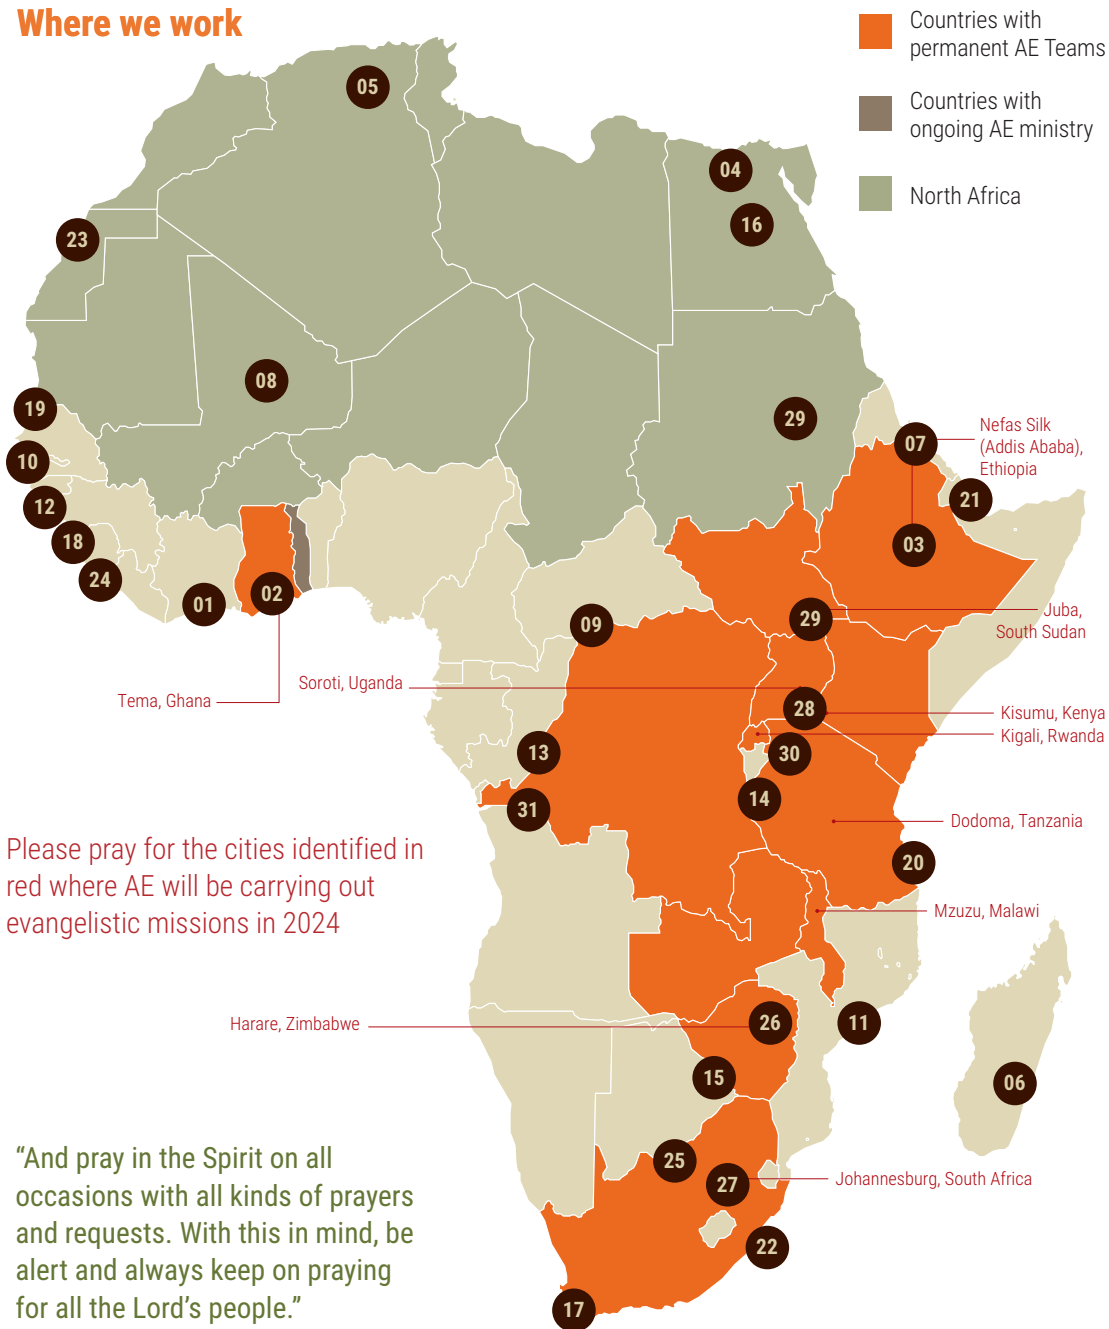 Where we work
Countries with
permanent AE Teams
Countries with
ongoing AE ministry
North Africa
05
04
16
23
08
19
29
07
Nefas Silk
(Addis Ababa),
Ethiopia
10
21
12
18
03
24
01
02
09
29
Juba,
South Sudan
Tema, Ghana
Soroti, Uganda
28
Kisumu, Kenya
Kigali, Rwanda
13
30
14
31
Dodoma, Tanzania
20
Please pray for the cities identified in
red where AE will be carrying out
evangelistic missions in 2024
Mzuzu, Malawi
Harare, Zimbabwe
26
11
15
06
25
27
Johannesburg, South Africa
22
17
“And pray in the Spirit on all
occasions with all kinds of prayers
and requests. With this in mind, be
alert and always keep on praying
for all the Lord’s people.”